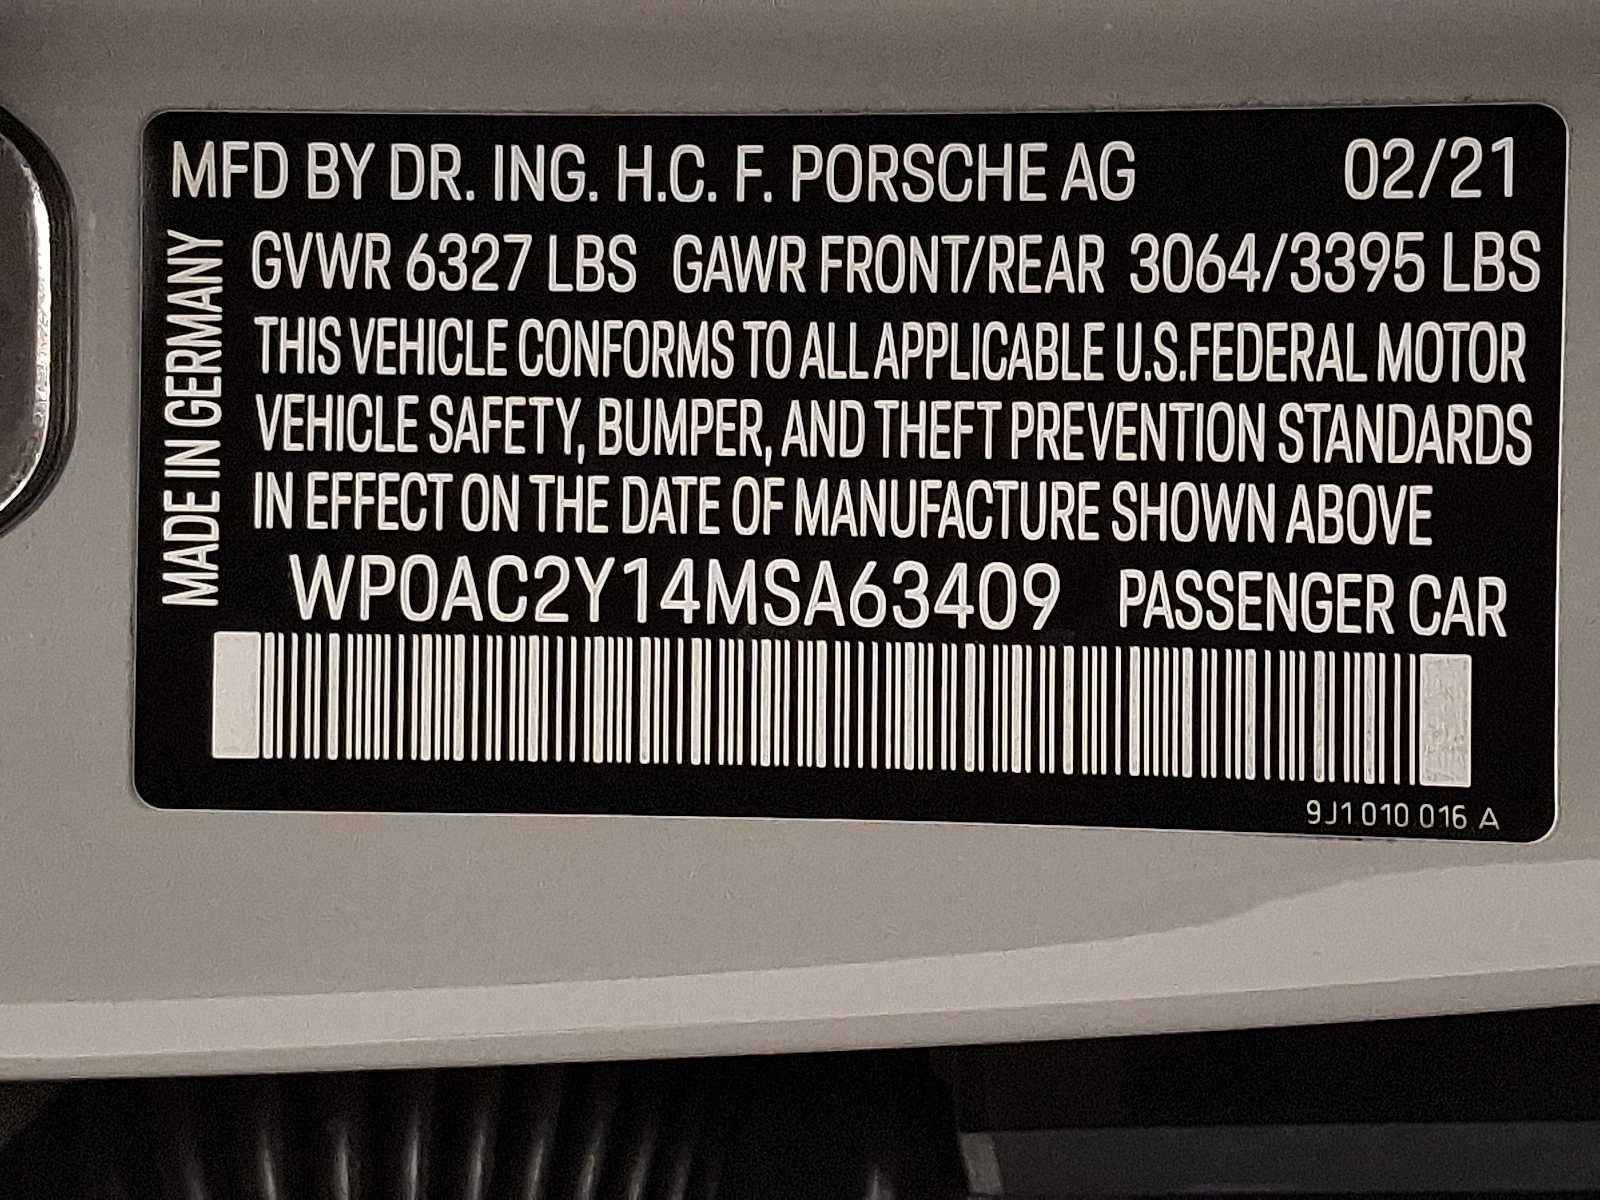 MFD BY DR. ING. H.C. F. PORSCHE AG 02/21
MADE IN GERMANY
GVWR 6327 LBS GAWR FRONT/REAR 3064/3395 LBS
THIS VEHICLE CONFORMS TO ALL APPLICABLE U.S.FEDERAL MOTOR
VEHICLE SAFETY, BUMPER, AND THEFT PREVENTION STANDARDS
IN EFFECT ON THE DATE OF MANUFACTURE SHOWN ABOVE
WP0AC2Y14MSA63409 PASSENGER CAR
9J1 010 016 A